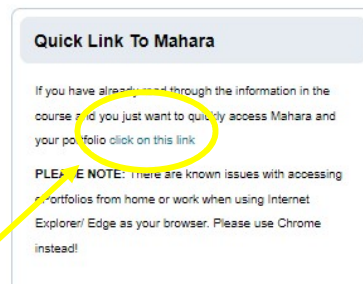 Quick Link To Mahara
If you have already read through the information in the
course and you just want to quickly access Mahara and
your portfolio click on this link
PLEASE NOTE: There are known issues with accessing
ePortfolios from home or work when using Internet
Explorer/ Edge as your browser. Please use Chrome
instead!